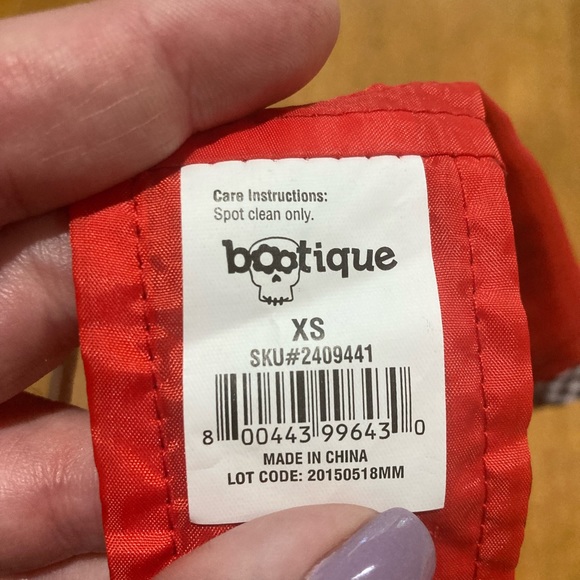 Care Instructions:
Spot clean only.
bootique
XS
SKU#2409441
8 00443 99643 0
MADE IN CHINA
LOT CODE: 20150518MM